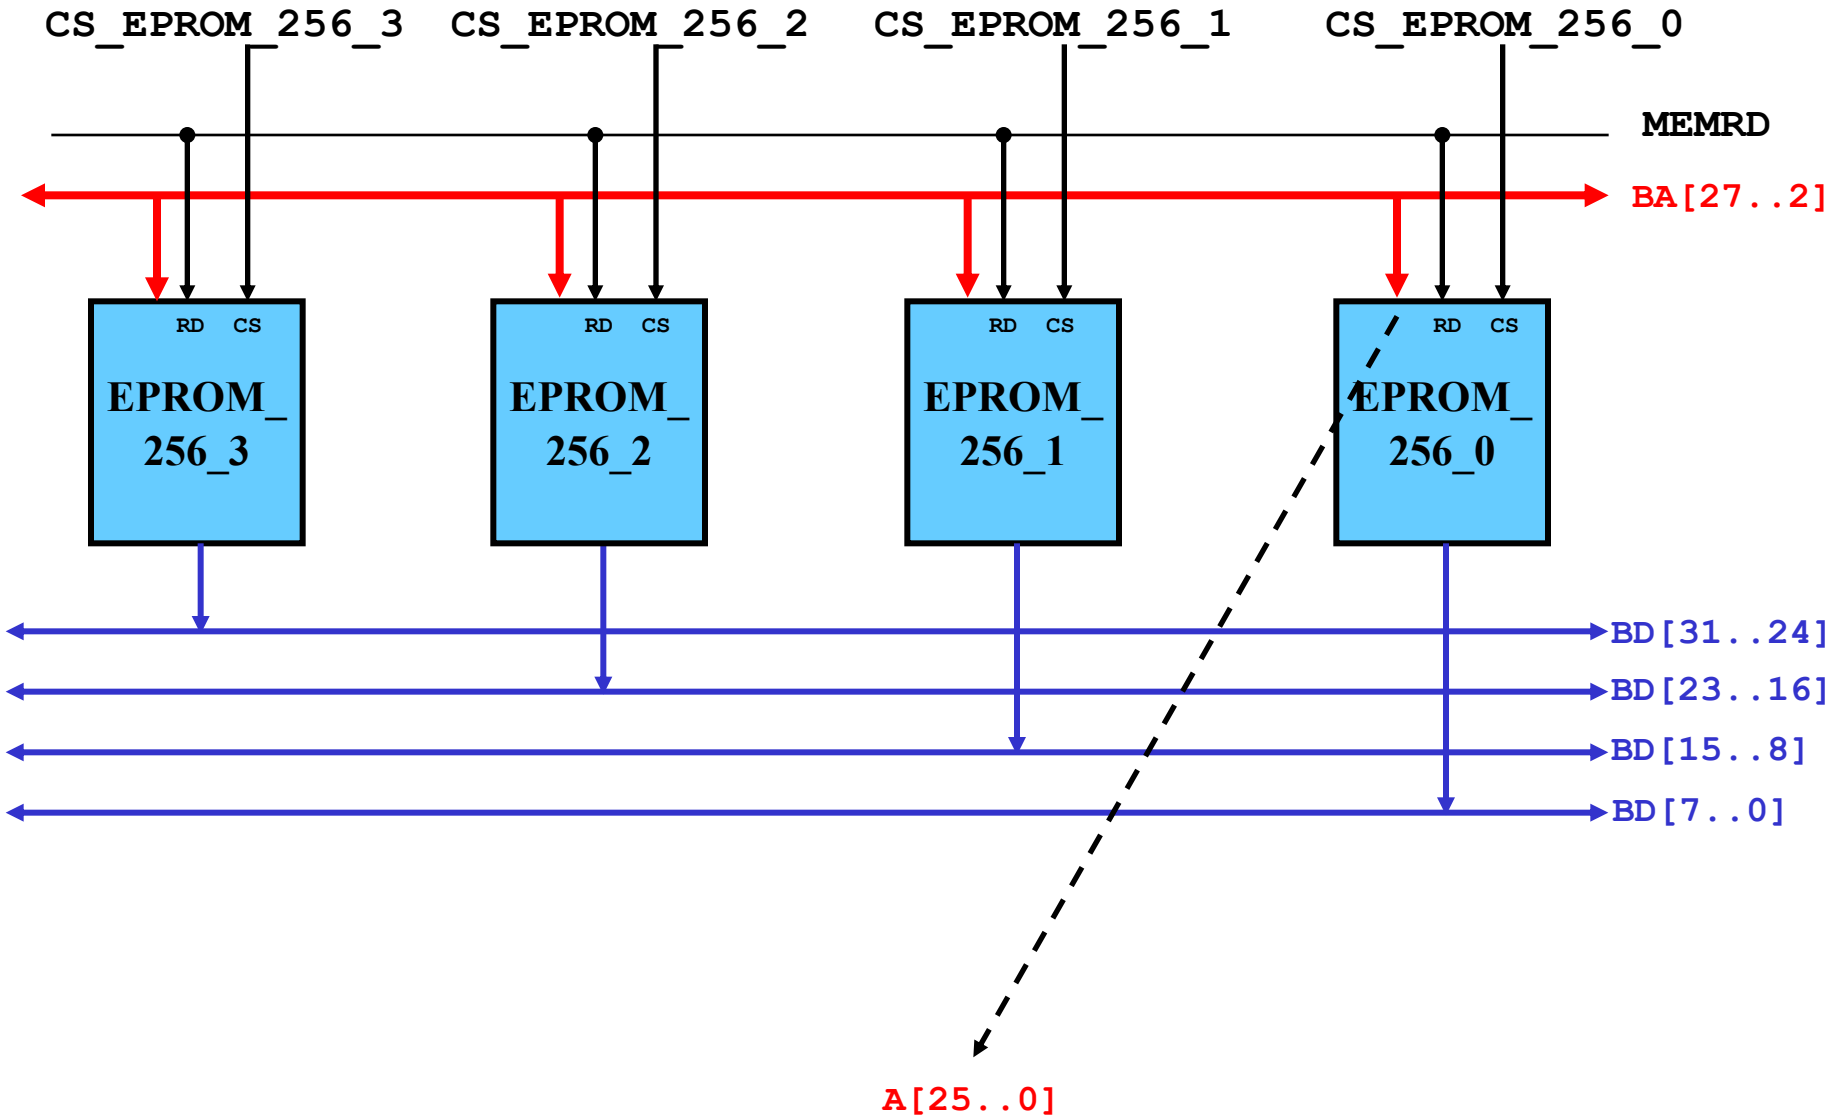 CS_EPROM_256_3 CS_EPROM_256_2 CS_EPROM_256_1 CS_EPROM_256_0
MEMRD
BA[27..2]
RD CS RD CS RD CS RD CS
EPROM_ EPROM_ EPROM_ EPROM_
256_3 256_2 256_1 256_0
BD[31..24]
BD[23..16]
BD[15..8]
BD[7..0]
A[25..0]